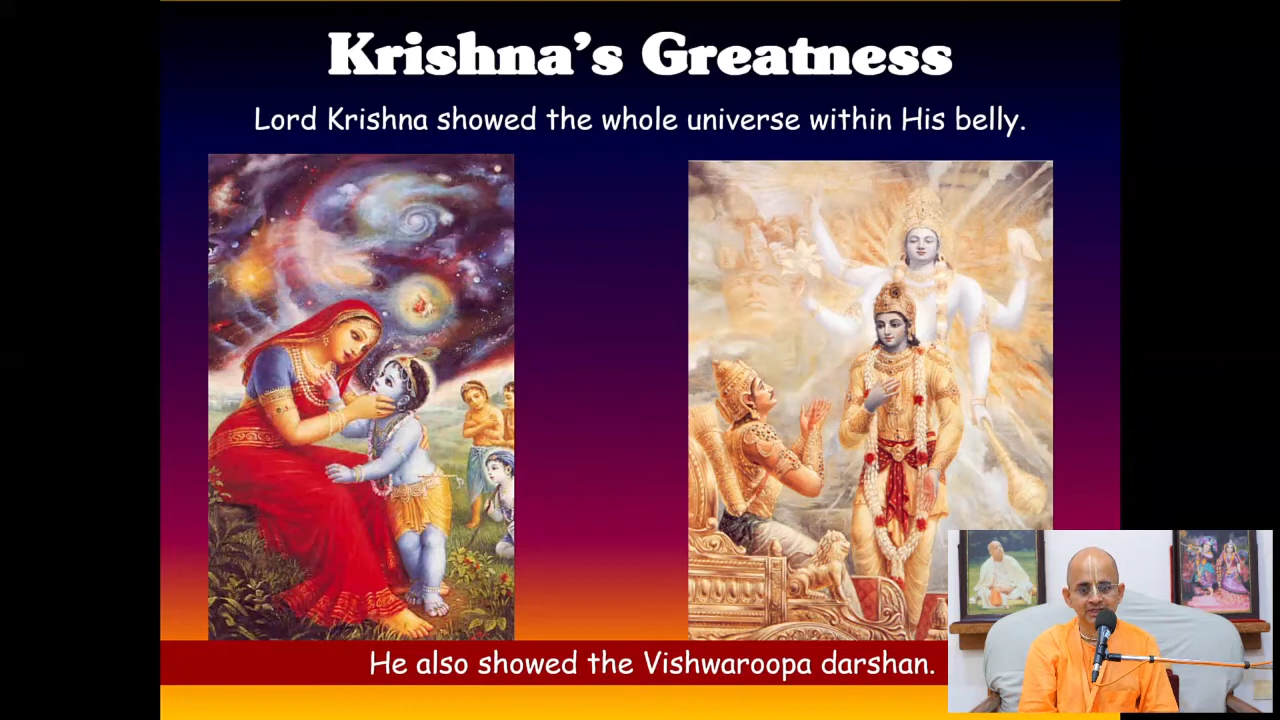 Krishna's Greatness
Lord Krishna showed the whole universe within His belly.
He also showed the Vishwaroopa darshan.